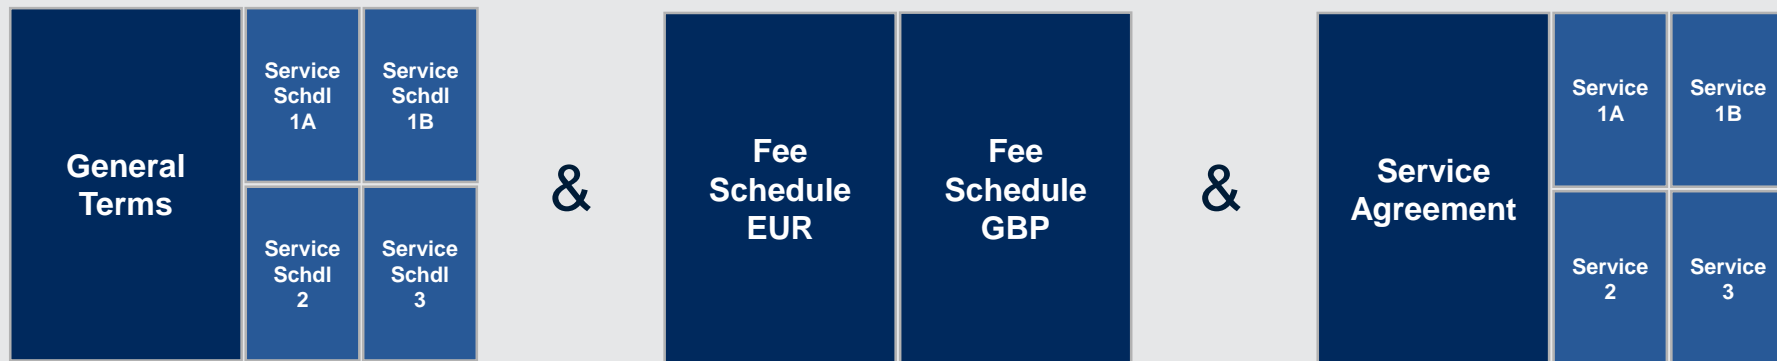 General
Terms
Service
Schdl
1A
Service
Schdl
1B
Service
Schdl
2
Service
Schdl
3
&
Fee
Schedule
EUR
Fee
Schedule
GBP
&
Service
Agreement
Service
1A
Service
1B
Service
2
Service
3